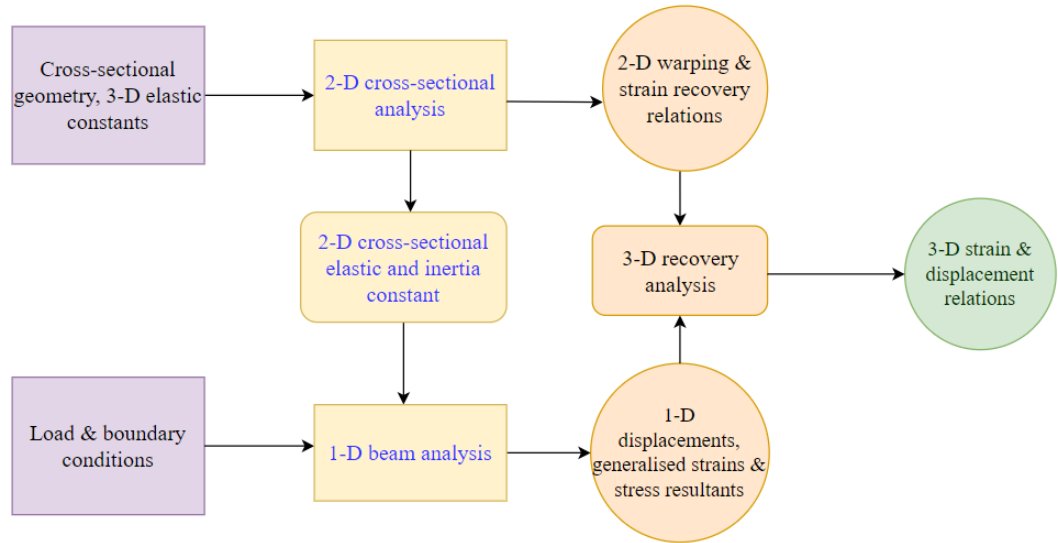 Cross-sectional
geometry, 3-D elastic
constants
2-D cross-sectional
analysis
2-D warping &
strain recovery
relations
2-D cross-sectional
elastic and inertia
constant
3-D recovery
analysis
3-D strain &
displacement
relations
Load & boundary
conditions
1-D beam analysis
1-D
displacements,
generalised strains &
stress resultants